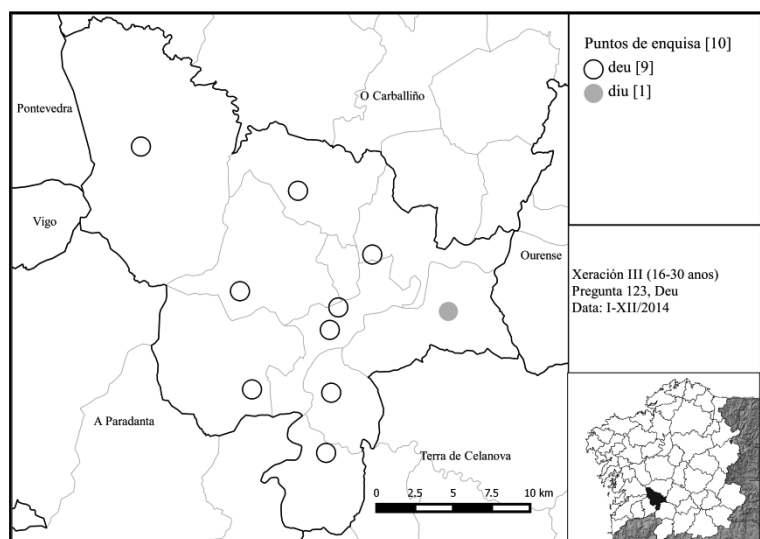 Puntos de enquisa [10]
deu [9]
diu [1]
O Carballiño
Pontevedra
Vigo
Ourense
Xeración III (16-30 anos)
Pregunta 123, Deu
Data: I-XII/2014
A Paradanta
Terra de Celanova
0 2,5 5 7,5 10 km